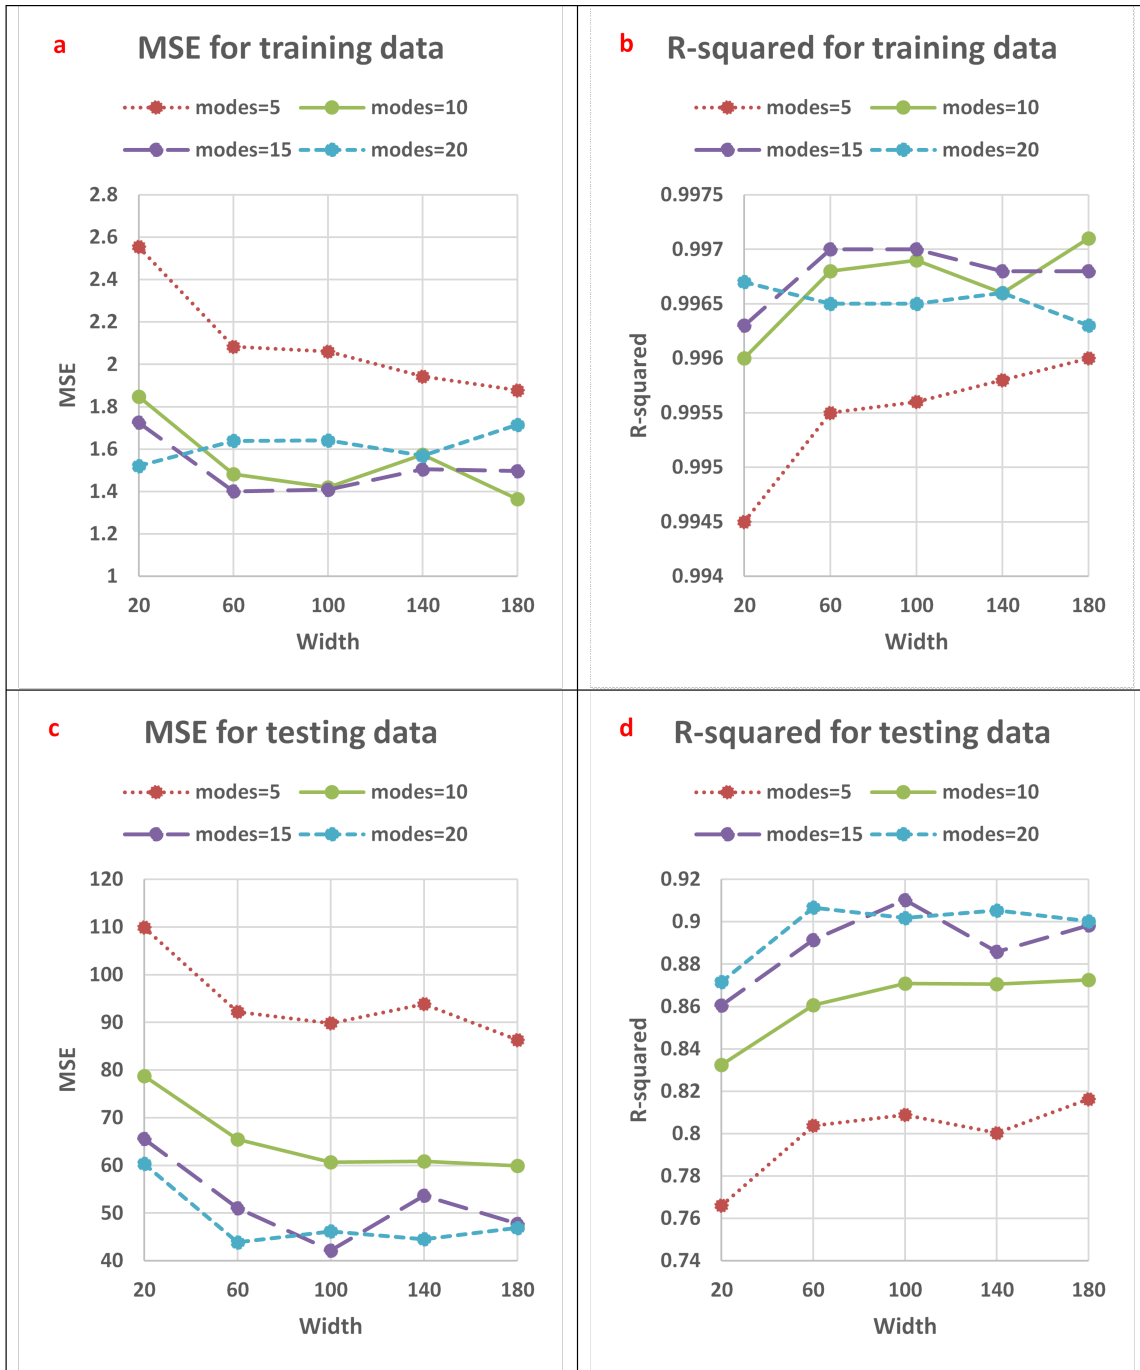 a MSE for training data
modes=5 modes=10
modes=15 modes=20
2.8
2.6
2.4
2.2
2
1.8
1.6
1.4
1.2
1
MSE
20 60 100 140 180
Width
b R-squared for training data
modes=5 modes=10
modes=15 modes=20
0.9975
0.997
0.9965
0.996
0.9955
0.995
0.9945
0.994
R-squared
20 60 100 140 180
Width
c MSE for testing data
modes=5 modes=10
modes=15 modes=20
120
110
100
90
80
70
60
50
40
MSE
20 60 100 140 180
Width
d R-squared for testing data
modes=5 modes=10
modes=15 modes=20
0.92
0.9
0.88
0.86
0.84
0.82
0.8
0.78
0.76
0.74
R-squared
20 60 100 140 180
Width